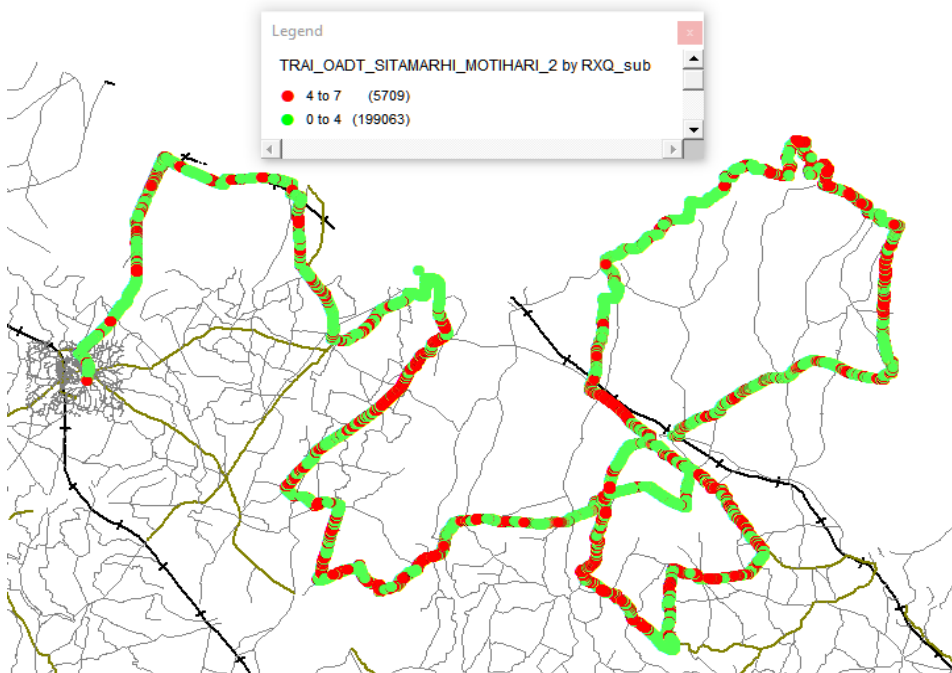 Legend
x
TRAI_OADT_SITAMARHI_MOTIHARI_2 by RXQ_sub
4 to 7 (5709)
0 to 4 (199063)